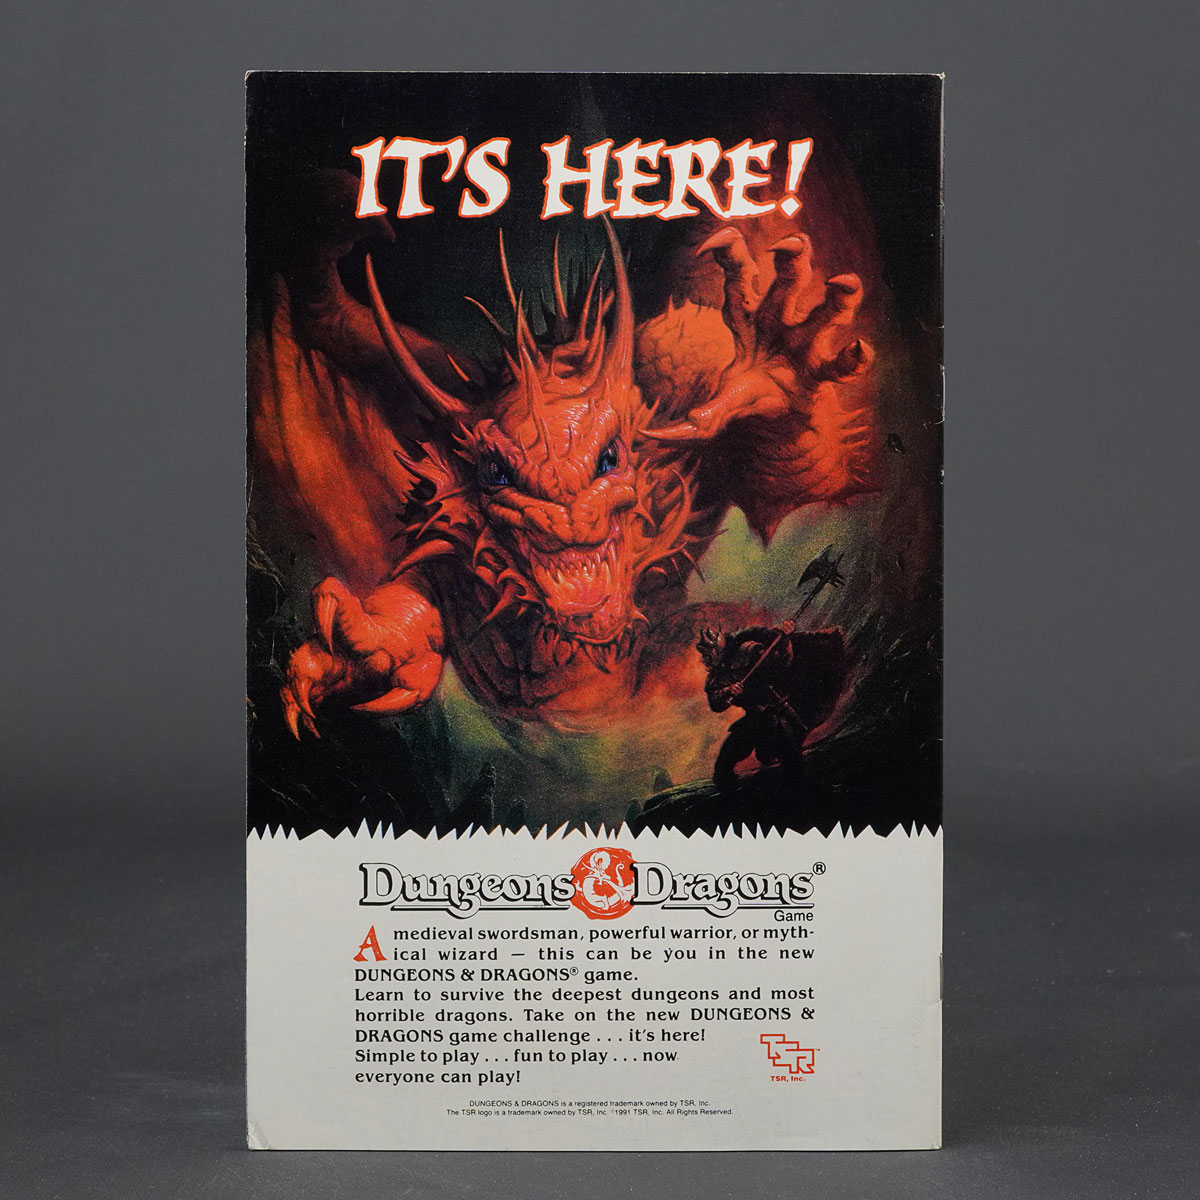 IT'S HERE!
Dungeons & Dragons®
Game
A medieval swordsman, powerful warrior, or myth-
ical wizard — this can be you in the new
DUNGEONS & DRAGONS® game.
Learn to survive the deepest dungeons and most
horrible dragons. Take on the new DUNGEONS &
DRAGONS game challenge . . . it's here!
Simple to play . . . fun to play . . . now
everyone can play!
TSR™
TSR, Inc.
DUNGEONS & DRAGONS is a registered trademark owned by TSR, Inc.
The TSR logo is a trademark owned by TSR, Inc. ©1991 TSR, Inc. All Rights Reserved.